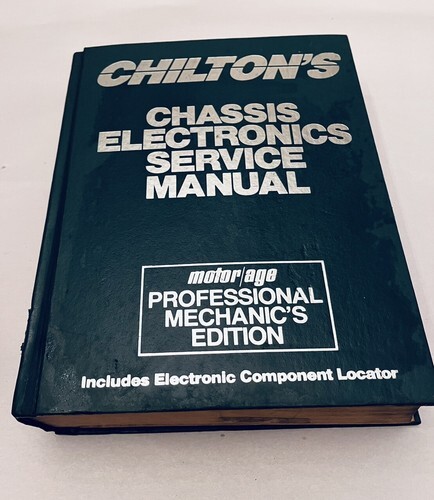 CHILTON'S
CHASSIS
ELECTRONICS
SERVICE
MANUAL
motor/age
PROFESSIONAL
MECHANIC'S
EDITION
Includes Electronic Component Locator